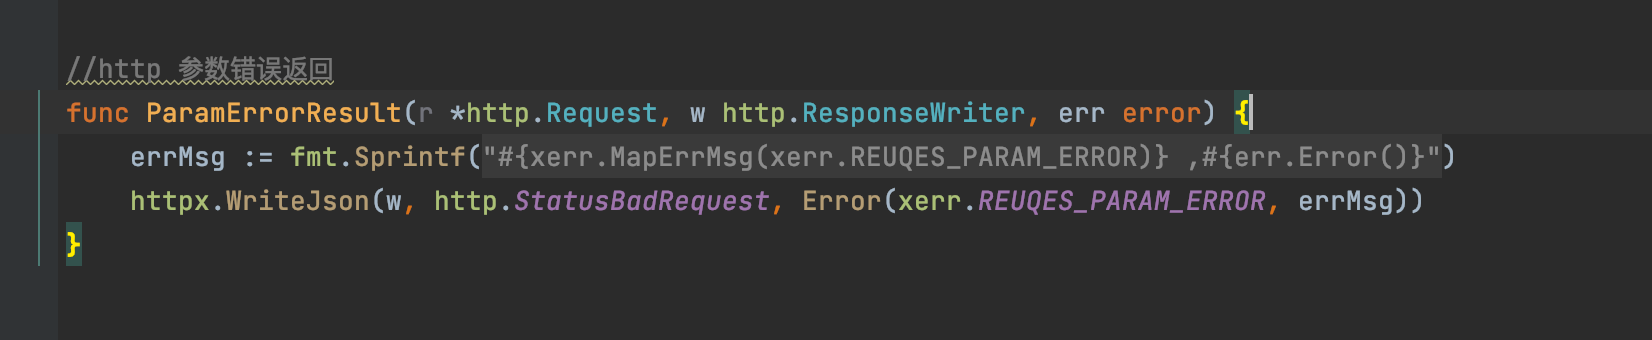 //http 参数错误返回
func ParamErrorResult(r *http.Request, w http.ResponseWriter, err error) {
    errMsg := fmt.Sprintf("#{xerr.MapErrMsg(xerr.REUQES_PARAM_ERROR)} ,#{err.Error()}")
    httpx.WriteJson(w, http.StatusBadRequest, Error(xerr.REUQES_PARAM_ERROR, errMsg))
}